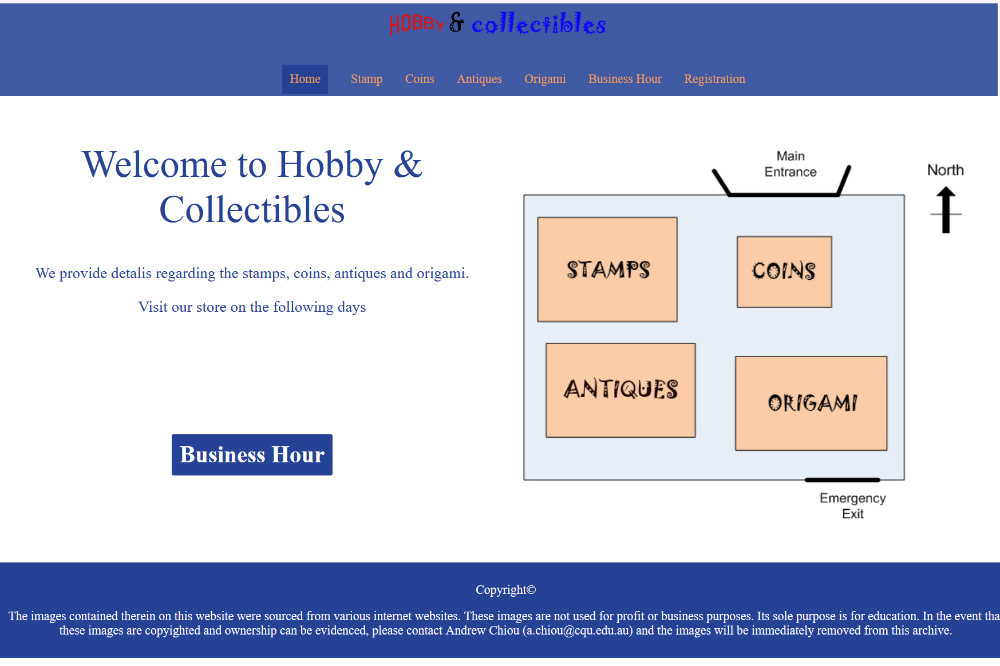 HOBBY & collectibles
Home Stamp Coins Antiques Origami Business Hour Registration
Welcome to Hobby &
Collectibles
We provide detalis regarding the stamps, coins, antiques and origami.
Visit our store on the following days
Business Hour
Main
Entrance
North
STAMPS
COINS
ANTIQUES
ORIGAMI
Emergency
Exit
Copyright©
The images contained therein on this website were sourced from various internet websites. These images are not used for profit or business purposes. Its sole purpose is for education. In the event tha
these images are copyighted and ownership can be evidenced, please contact Andrew Chiou (a.chiou@cqu.edu.au) and the images will be immediately removed from this archive.